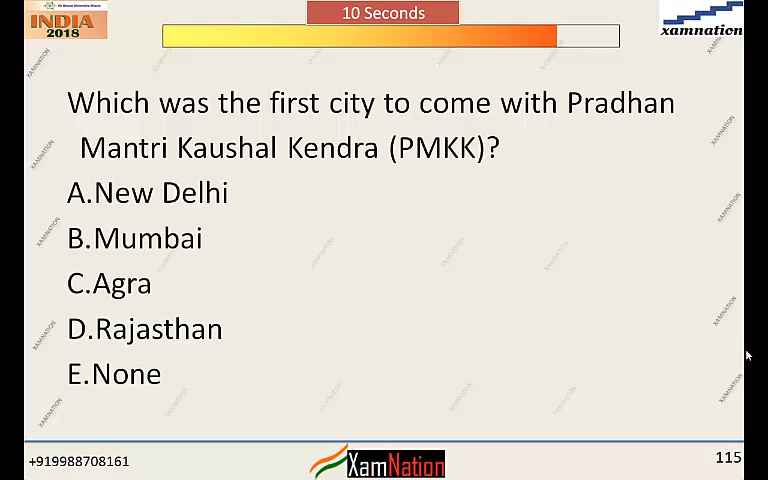 10 Seconds
INDIA
2018
xamnation
Which was the first city to come with Pradhan
Mantri Kaushal Kendra (PMKK)?
A.New Delhi
B.Mumbai
C.Agra
D.Rajasthan
E.None
+919988708161
XamNation
115
XAMNATION